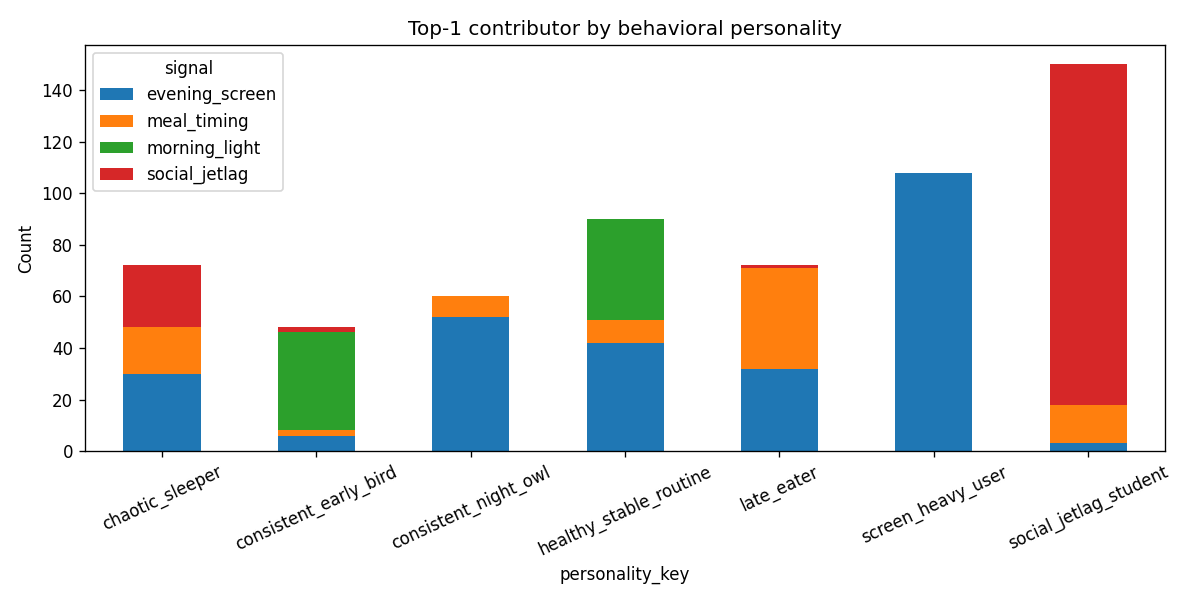 Top-1 contributor by behavioral personality
signal
evening_screen
meal_timing
morning_light
social_jetlag
Count
140
120
100
80
60
40
20
0
chaotic_sleeper
consistent_early_bird
consistent_night_owl
healthy_stable_routine
late_eater
screen_heavy_user
social_jetlag_student
personality_key